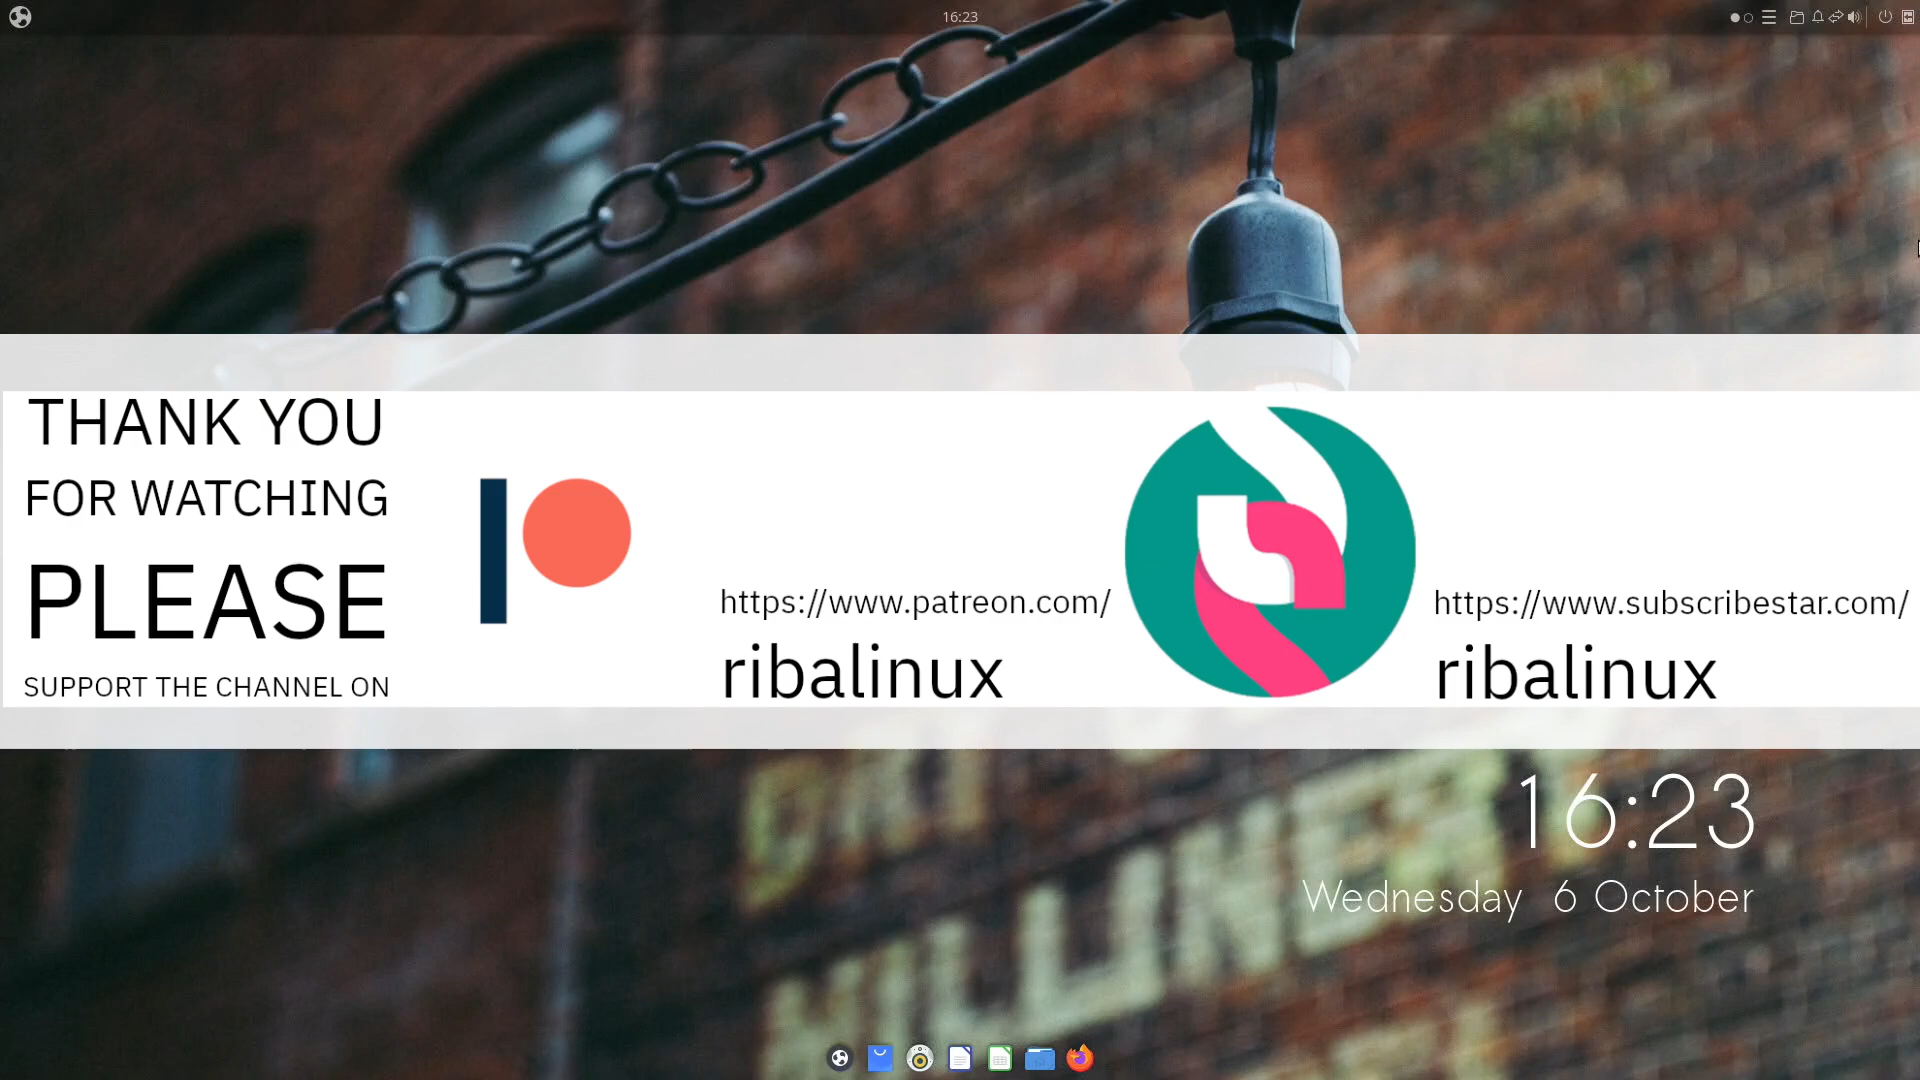 16:23
THANK YOU
FOR WATCHING
PLEASE
SUPPORT THE CHANNEL ON
https://www.patreon.com/
ribalinux
https://www.subscribestar.com/
ribalinux
16:23
Wednesday 6 October